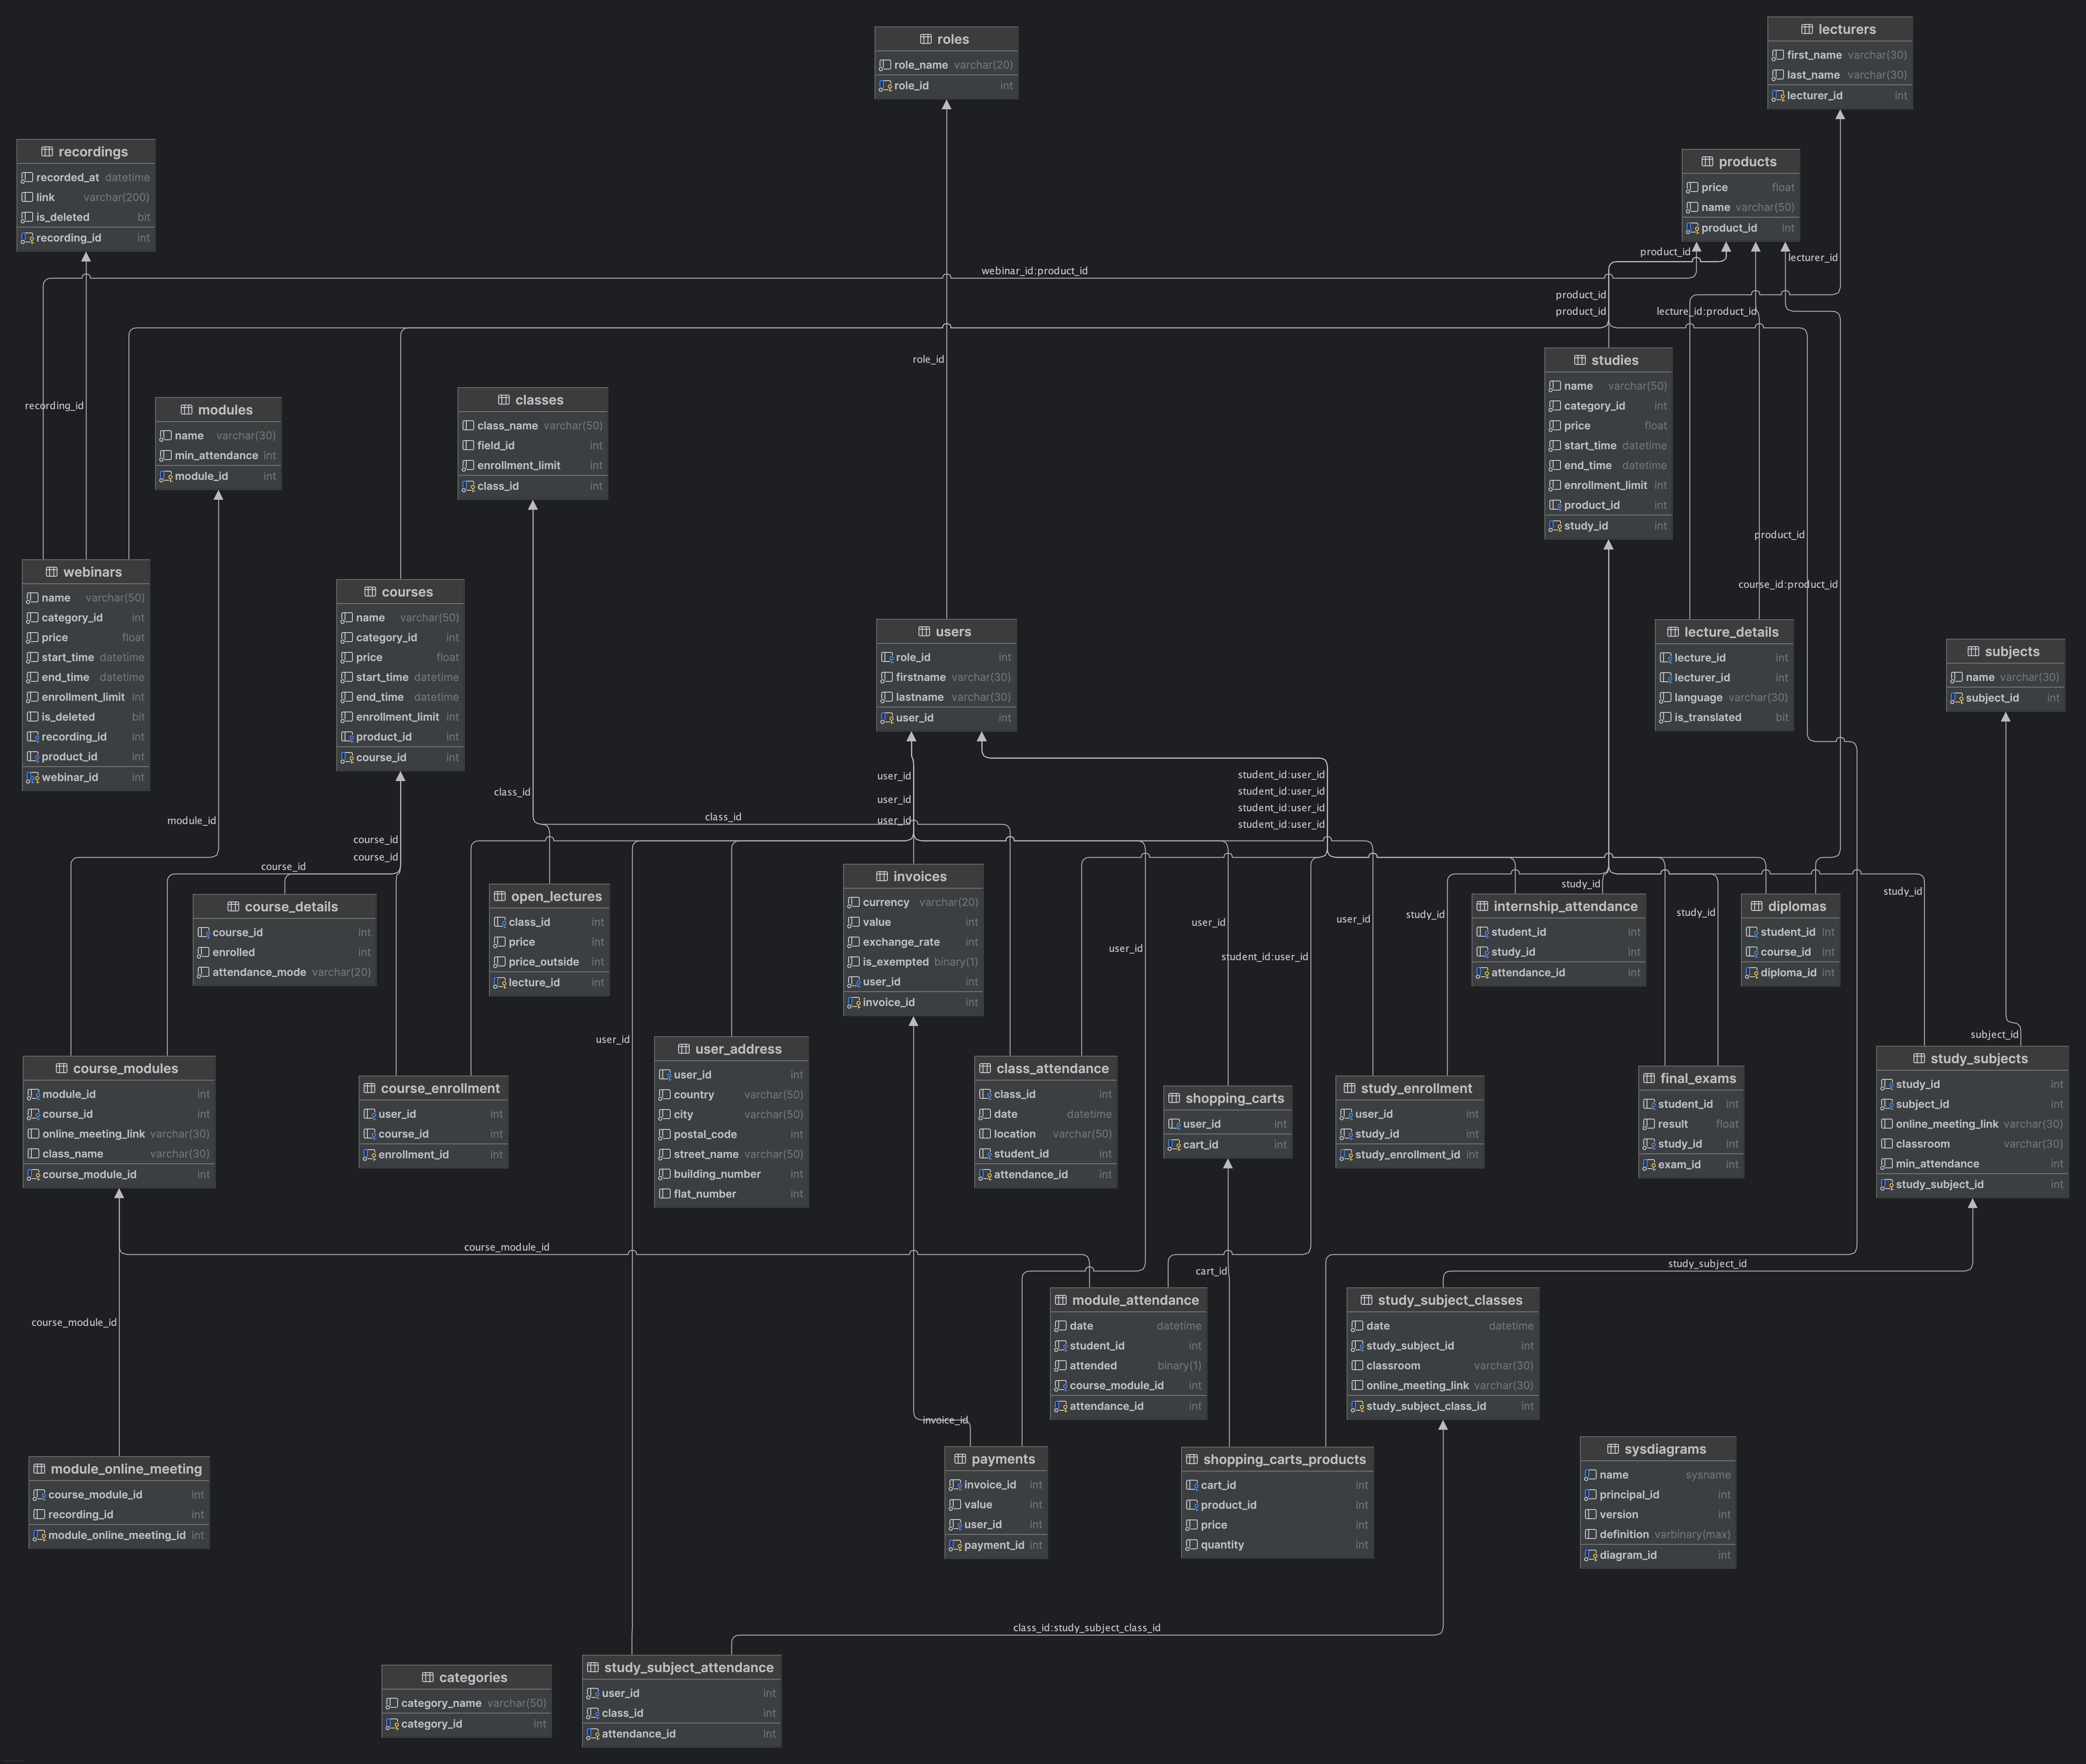 roles
role_name varchar(20)
role_id int
lecturers
first_name varchar(30)
last_name varchar(30)
lecturer_id int
recordings
recorded_at datetime
link varchar(200)
is_deleted bit
recording_id int
products
price float
name varchar(50)
product_id int
product_id
lecturer_id
webinar_id:product_id
product_id
product_id
lecture_id:product_id
role_id
recording_id
studies
name varchar(50)
category_id int
price float
start_time datetime
end_time datetime
enrollment_limit int
product_id int
study_id int
modules
name varchar(30)
min_attendance int
module_id int
classes
class_name varchar(50)
field_id int
enrollment_limit int
class_id int
product_id
course_id:product_id
webinars
name varchar(50)
category_id int
price float
start_time datetime
end_time datetime
enrollment_limit int
is_deleted bit
recording_id int
product_id int
webinar_id int
courses
name varchar(50)
category_id int
price float
start_time datetime
end_time datetime
enrollment_limit int
product_id int
course_id int
users
role_id int
firstname varchar(30)
lastname varchar(30)
user_id int
lecture_details
lecture_id int
lecturer_id int
language varchar(30)
is_translated bit
subjects
name varchar(30)
subject_id int
user_id
user_id
user_id
student_id:user_id
student_id:user_id
student_id:user_id
student_id:user_id
class_id
class_id
module_id
course_id
course_id
course_id
course_details
course_id int
enrolled int
attendance_mode varchar(20)
open_lectures
class_id int
price int
price_outside int
lecture_id int
invoices
currency varchar(20)
value int
exchange_rate int
is_exempted binary(1)
user_id int
invoice_id int
user_id
user_id
student_id:user_id
user_id
study_id
study_id
study_id
study_id
internship_attendance
student_id int
study_id int
attendance_id int
diplomas
student_id int
course_id int
diploma_id int
user_id
subject_id
course_modules
module_id int
course_id int
online_meeting_link varchar(30)
class_name varchar(30)
course_module_id int
course_enrollment
user_id int
course_id int
enrollment_id int
user_address
user_id int
country varchar(50)
city varchar(50)
postal_code int
street_name varchar(50)
building_number int
flat_number int
class_attendance
class_id int
date datetime
location varchar(50)
student_id int
attendance_id int
shopping_carts
user_id int
cart_id int
study_enrollment
user_id int
study_id int
study_enrollment_id int
final_exams
student_id int
result float
study_id int
exam_id int
study_subjects
study_id int
subject_id int
online_meeting_link varchar(30)
classroom varchar(30)
min_attendance int
study_subject_id int
course_module_id
cart_id
study_subject_id
course_module_id
module_attendance
date datetime
student_id int
attended binary(1)
course_module_id int
attendance_id int
study_subject_classes
date datetime
study_subject_id int
classroom varchar(30)
online_meeting_link varchar(30)
study_subject_class_id int
invoice_id
module_online_meeting
course_module_id int
recording_id int
module_online_meeting_id int
payments
invoice_id int
value int
user_id int
payment_id int
shopping_carts_products
cart_id int
product_id int
price int
quantity int
sysdiagrams
name sysname
principal_id int
version int
definition varbinary(max)
diagram_id int
class_id:study_subject_class_id
categories
category_name varchar(50)
category_id int
study_subject_attendance
user_id int
class_id int
attendance_id int